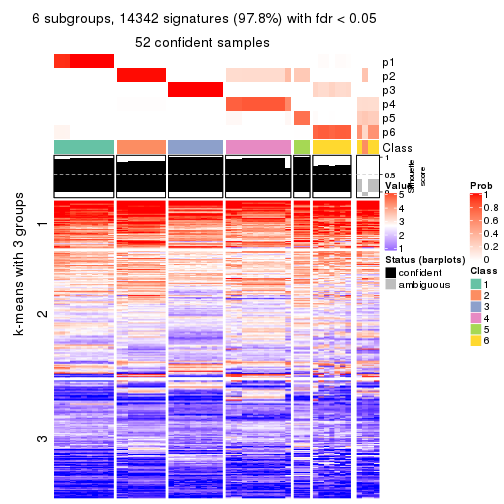 6 subgroups, 14342 signatures (97.8%) with fdr < 0.05
52 confident samples
p1
p2
p3
p4
p5
p6
Class
1
0.5
0
Silhouette
score
k-means with 3 groups
1
2
3
Value
5
4
3
2
1
Status (barplots)
confident
ambiguous
Prob
1
0.8
0.6
0.4
0.2
0
Class
1
2
3
4
5
6